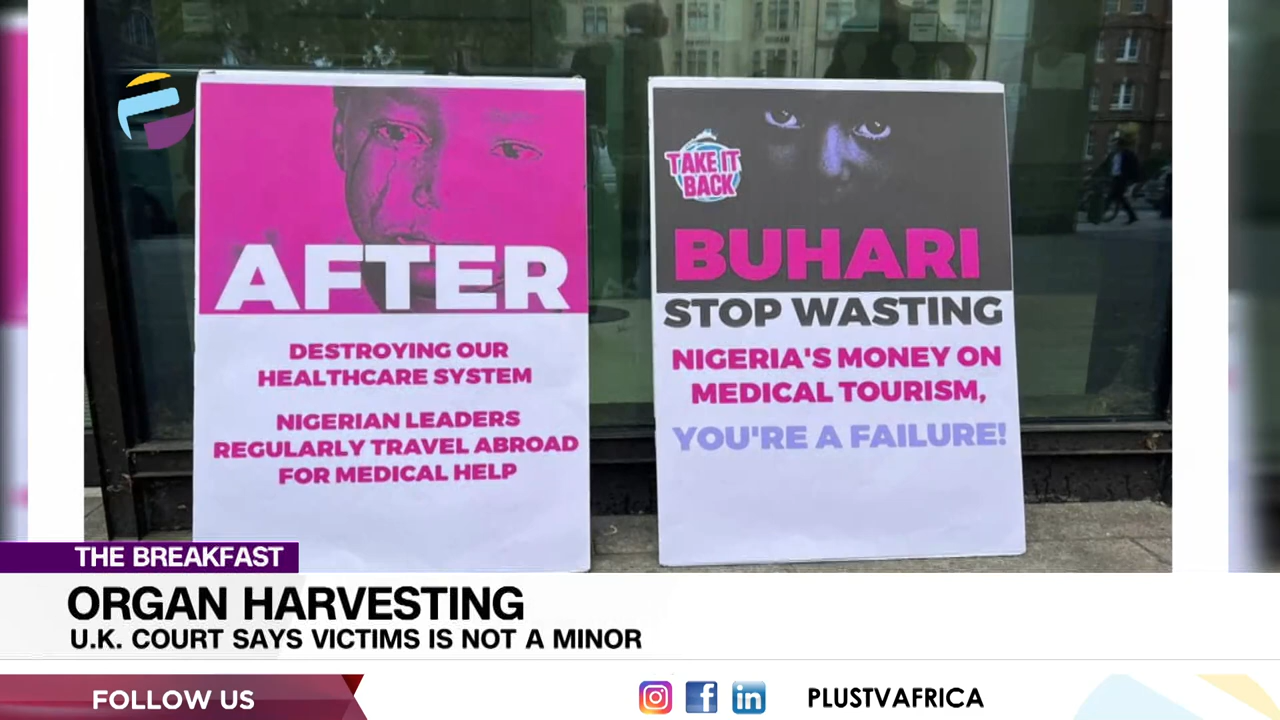 AFTER
DESTROYING OUR
HEALTHCARE SYSTEM
NIGERIAN LEADERS
REGULARLY TRAVEL ABROAD
FOR MEDICAL HELP
TAKE IT
BACK
BUHARI
STOP WASTING
NIGERIA'S MONEY ON
MEDICAL TOURISM,
YOU'RE A FAILURE!
THE BREAKFAST
ORGAN HARVESTING
U.K. COURT SAYS VICTIMS IS NOT A MINOR
FOLLOW US
PLUSTVAFRICA